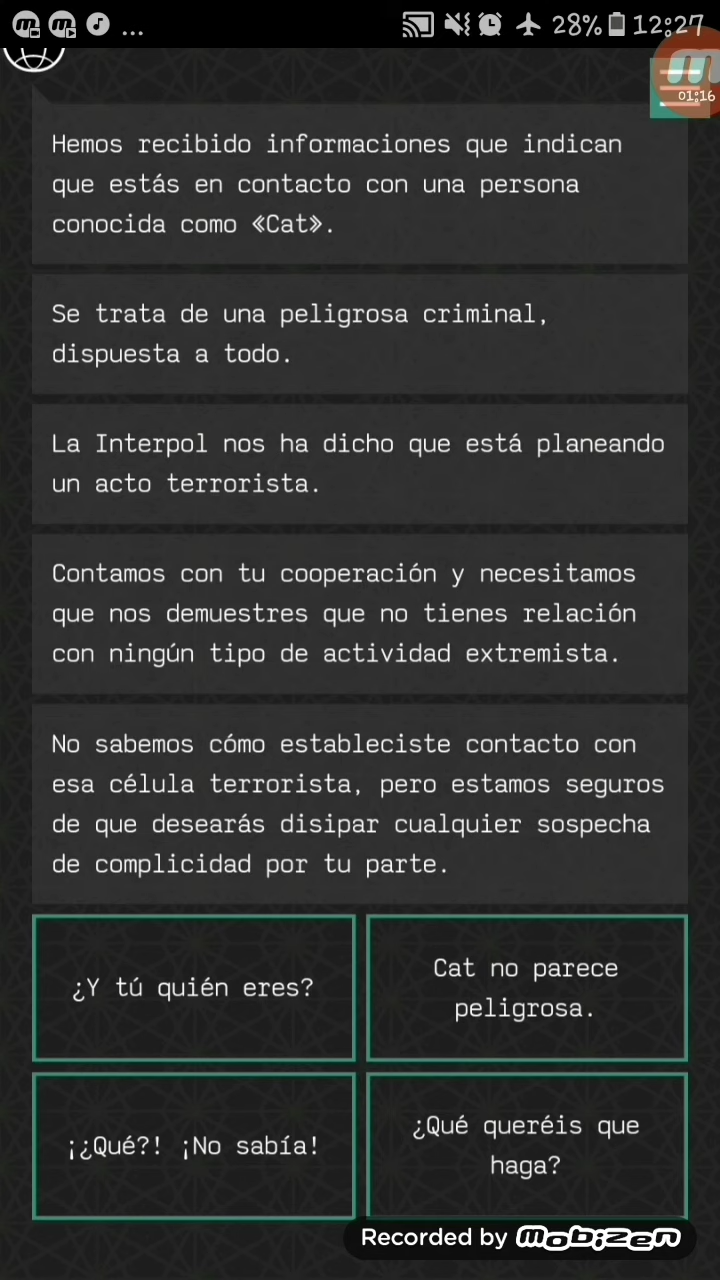 ... 28% 12:27
01:16
Hemos recibido informaciones que indican
que estás en contacto con una persona
conocida como «Cat».
Se trata de una peligrosa criminal,
dispuesta a todo.
La Interpol nos ha dicho que está planeando
un acto terrorista.
Contamos con tu cooperación y necesitamos
que nos demuestres que no tienes relación
con ningún tipo de actividad extremista.
No sabemos cómo estableciste contacto con
esa célula terrorista, pero estamos seguros
de que desearás disipar cualquier sospecha
de complicidad por tu parte.
¿Y tú quién eres?
Cat no parece
peligrosa.
¡¿Qué?! ¡No sabía!
¿Qué queréis que
haga?
Recorded by mobizen